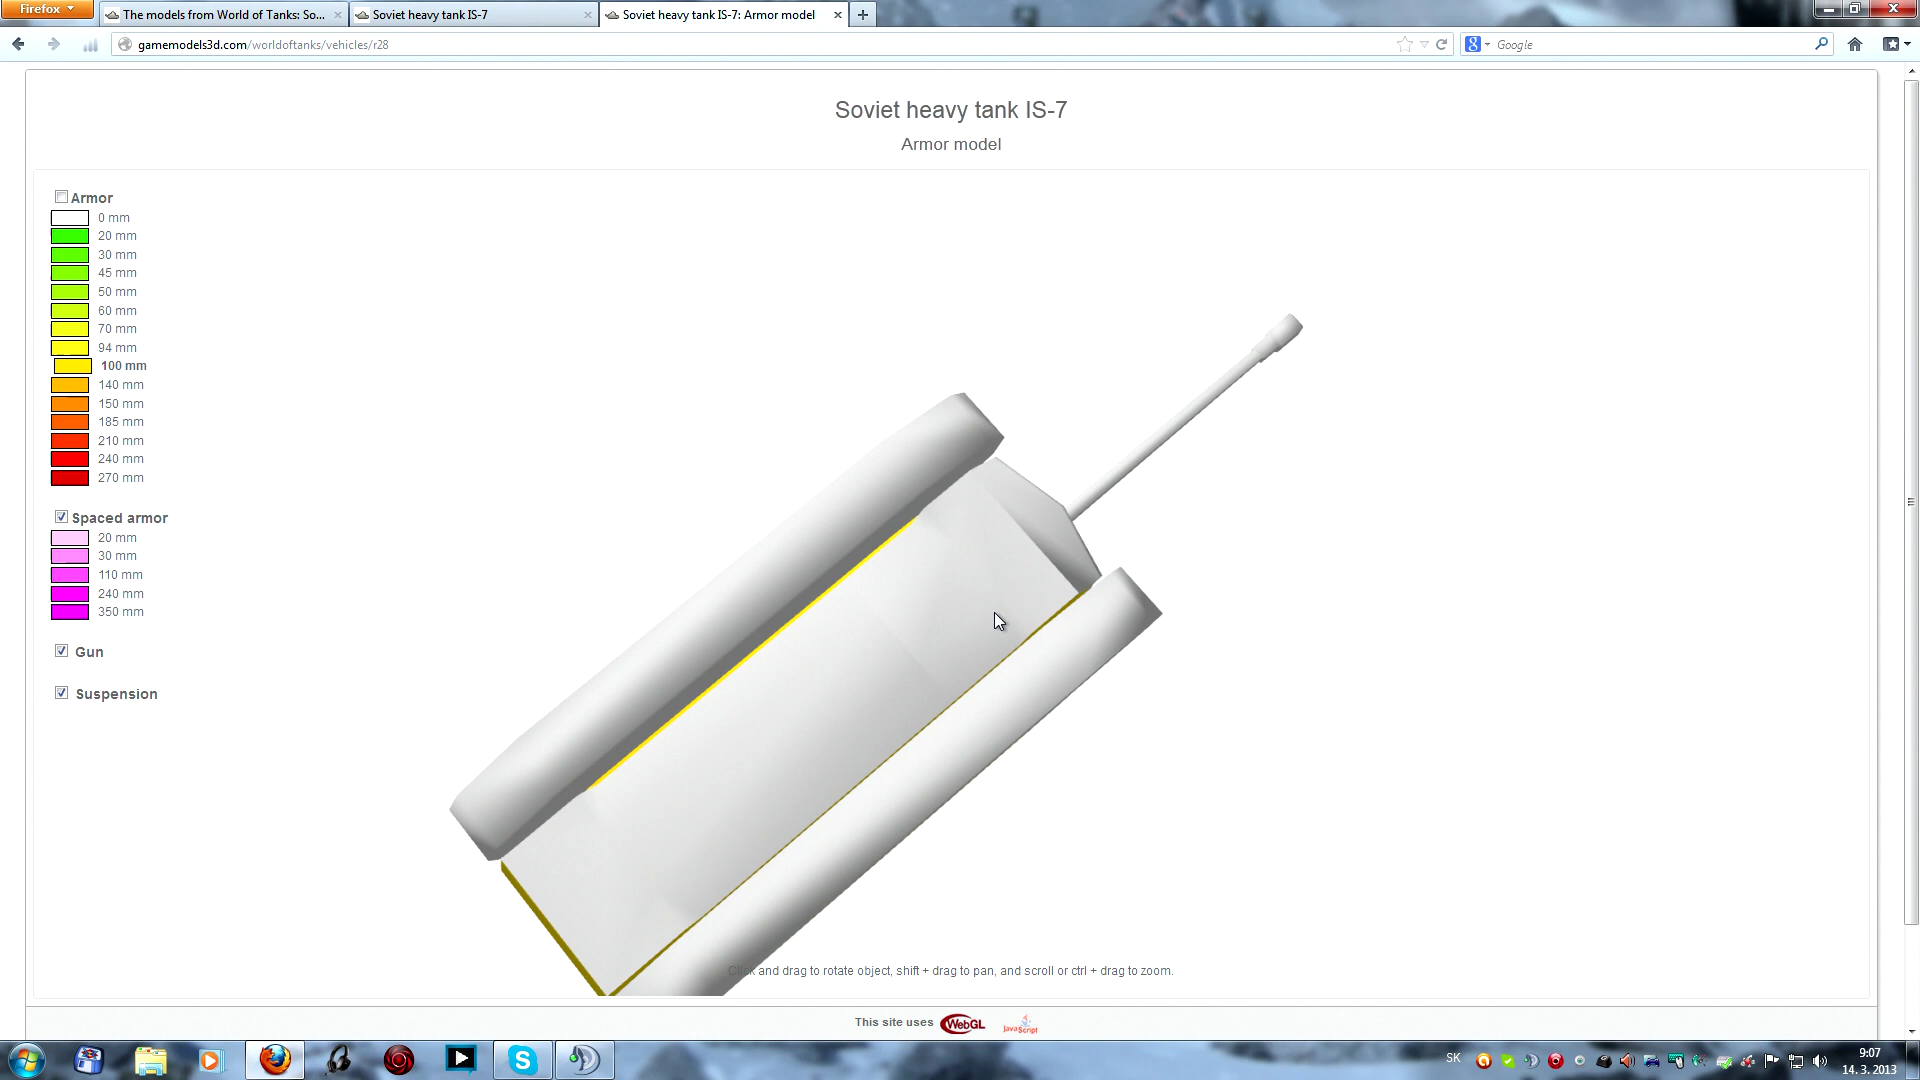 Firefox
The models from World of Tanks: So...
Soviet heavy tank IS-7
Soviet heavy tank IS-7: Armor model
gamemodels3d.com/worldoftanks/vehicles/r28
Google
Soviet heavy tank IS-7
Armor model
Armor
0 mm
20 mm
30 mm
45 mm
50 mm
60 mm
70 mm
94 mm
100 mm
140 mm
150 mm
185 mm
210 mm
240 mm
270 mm
Spaced armor
20 mm
30 mm
110 mm
240 mm
350 mm
Gun
Suspension
Click and drag to rotate object, shift + drag to pan, and scroll or ctrl + drag to zoom.
This site uses WebGL JavaScript
SK
9:07
14. 3. 2013